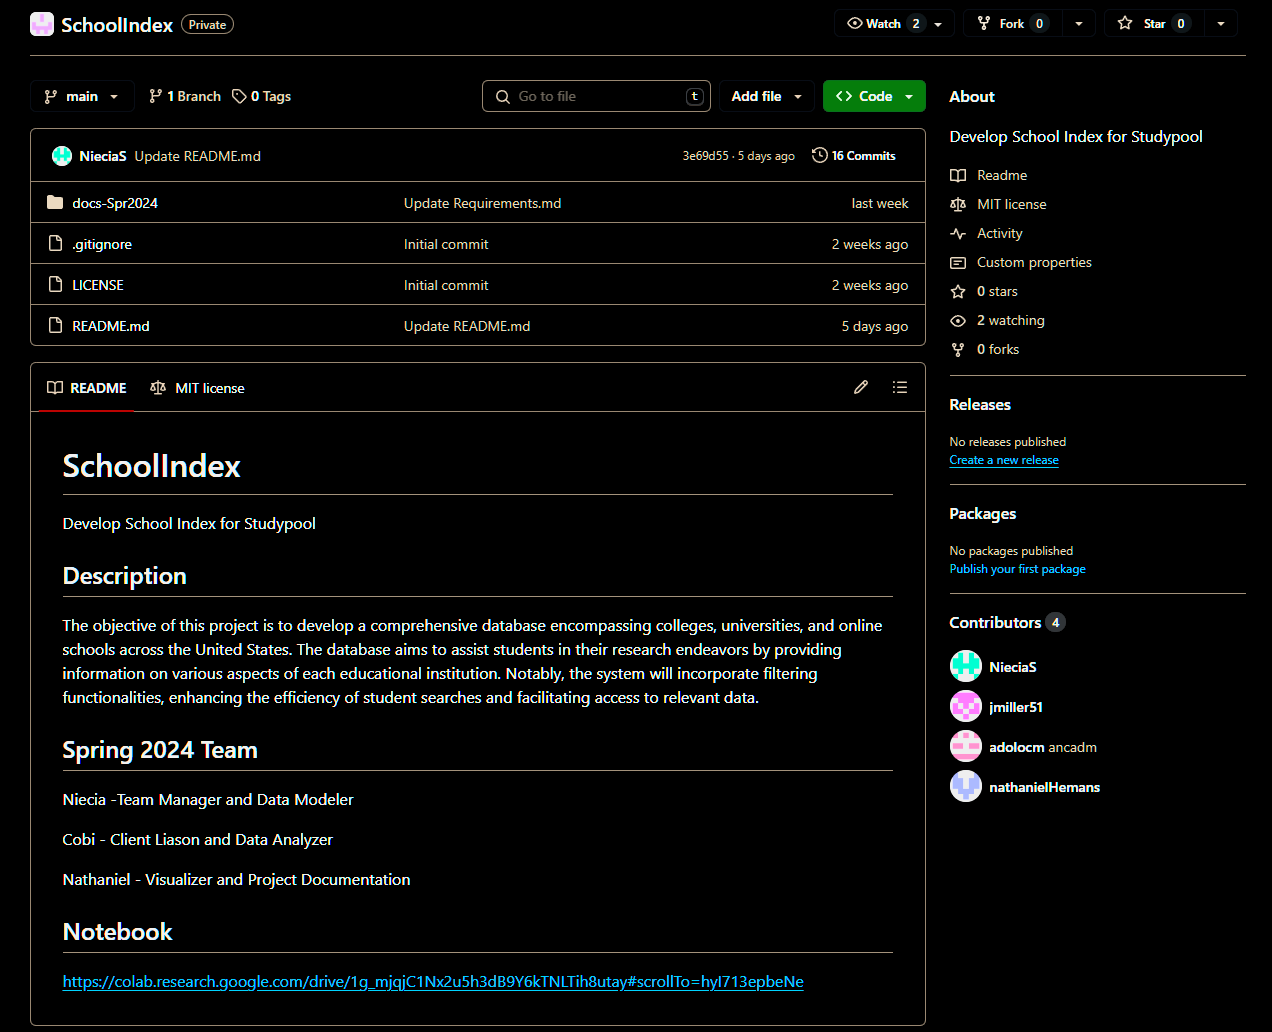 SchoolIndex Private Watch 2 Fork 0 Star 0
main 1 Branch 0 Tags Go to file t Add file Code
NieciaS Update README.md 3e69d55 · 5 days ago 16 Commits
docs-Spr2024 Update Requirements.md last week
.gitignore Initial commit 2 weeks ago
LICENSE Initial commit 2 weeks ago
README.md Update README.md 5 days ago
README MIT license
SchoolIndex
Develop School Index for Studypool
Description
The objective of this project is to develop a comprehensive database encompassing colleges, universities, and online
schools across the United States. The database aims to assist students in their research endeavors by providing
information on various aspects of each educational institution. Notably, the system will incorporate filtering
functionalities, enhancing the efficiency of student searches and facilitating access to relevant data.
Spring 2024 Team
Niecia -Team Manager and Data Modeler
Cobi - Client Liason and Data Analyzer
Nathaniel - Visualizer and Project Documentation
Notebook
https://colab.research.google.com/drive/1g_mjqjC1Nx2u5h3dB9Y6kTNLTih8utay#scrollTo=hyI713epbeNe
About
Develop School Index for Studypool
Readme
MIT license
Activity
Custom properties
0 stars
2 watching
0 forks
Releases
No releases published
Create a new release
Packages
No packages published
Publish your first package
Contributors 4
NieciaS
jmiller51
adolocm ancadm
nathanielHemans